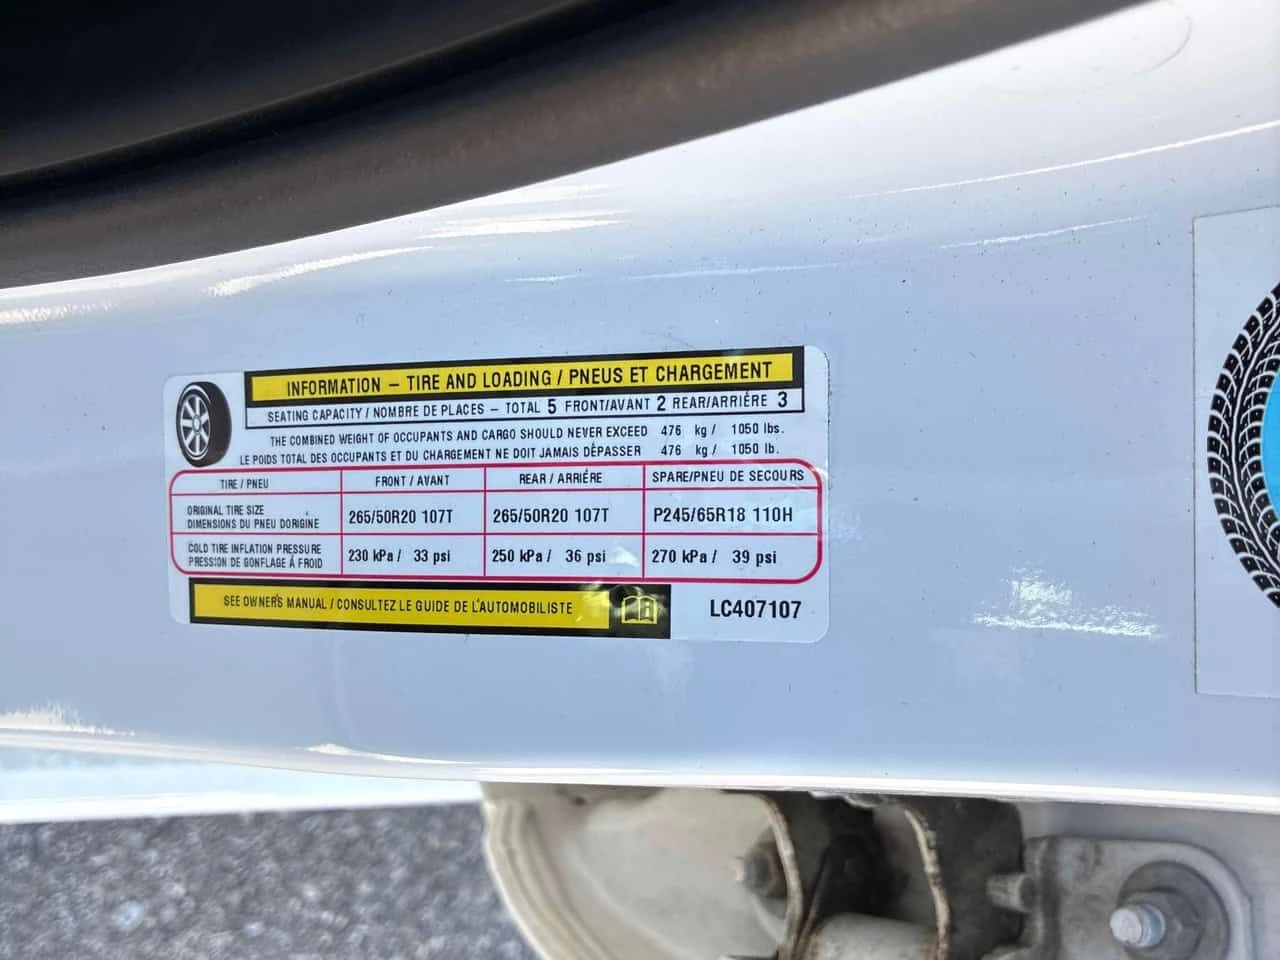 INFORMATION – TIRE AND LOADING / PNEUS ET CHARGEMENT
SEATING CAPACITY / NOMBRE DE PLACES – TOTAL 5 FRONT/AVANT 2 REAR/ARRIÉRE 3
THE COMBINED WEIGHT OF OCCUPANTS AND CARGO SHOULD NEVER EXCEED 476 kg / 1050 lbs.
LE POIDS TOTAL DES OCCUPANTS ET DU CHARGEMENT NE DOIT JAMAIS DÉPASSER 476 kg / 1050 lb.
TIRE / PNEU FRONT / AVANT REAR / ARRIÉRE SPARE/PNEU DE SECOURS
ORIGINAL TIRE SIZE
DIMENSIONS DU PNEU DORIGINE
265/50R20 107T 265/50R20 107T P245/65R18 110H
COLD TIRE INFLATION PRESSURE
PRESSION DE GONFLAGE À FROID
230 kPa / 33 psi 250 kPa / 36 psi 270 kPa / 39 psi
SEE OWNER'S MANUAL / CONSULTEZ LE GUIDE DE L'AUTOMOBILISTE
LC407107